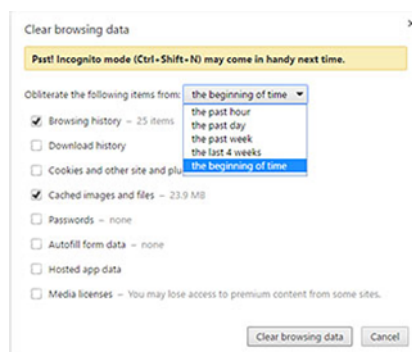 Clear browsing data
Psst! Incognito mode (Ctrl+Shift+N) may come in handy next time.
Obliterate the following items from: the beginning of time
the past hour
the past day
the past week
the last 4 weeks
the beginning of time
Browsing history – 25 items
Download history
Cookies and other site and plu
Cached images and files – 23.9 MB
Passwords – none
Autofill form data – none
Hosted app data
Media licenses – You may lose access to premium content from some sites.
Clear browsing data Cancel